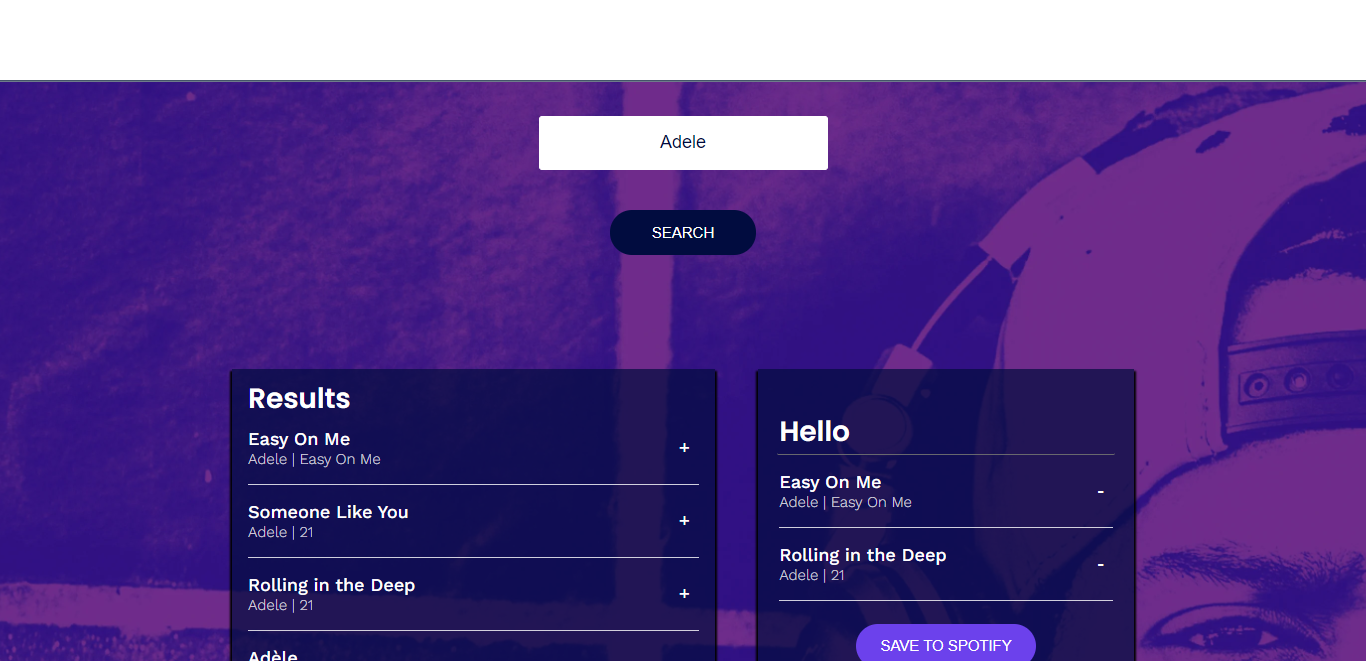 Adele
SEARCH
Results
Easy On Me
Adele | Easy On Me
+
Someone Like You
Adele | 21
+
Rolling in the Deep
Adele | 21
+
Adèle
Hello
Easy On Me
Adele | Easy On Me
-
Rolling in the Deep
Adele | 21
-
SAVE TO SPOTIFY